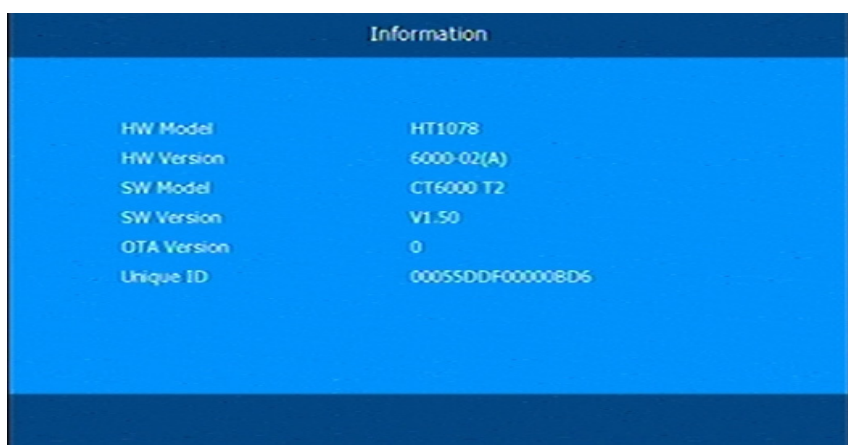 Information
HW Model HT1078
HW Version 6000-02(A)
SW Model CT6000 T2
SW Version V1.50
OTA Version 0
Unique ID 00055DDF00000BD6